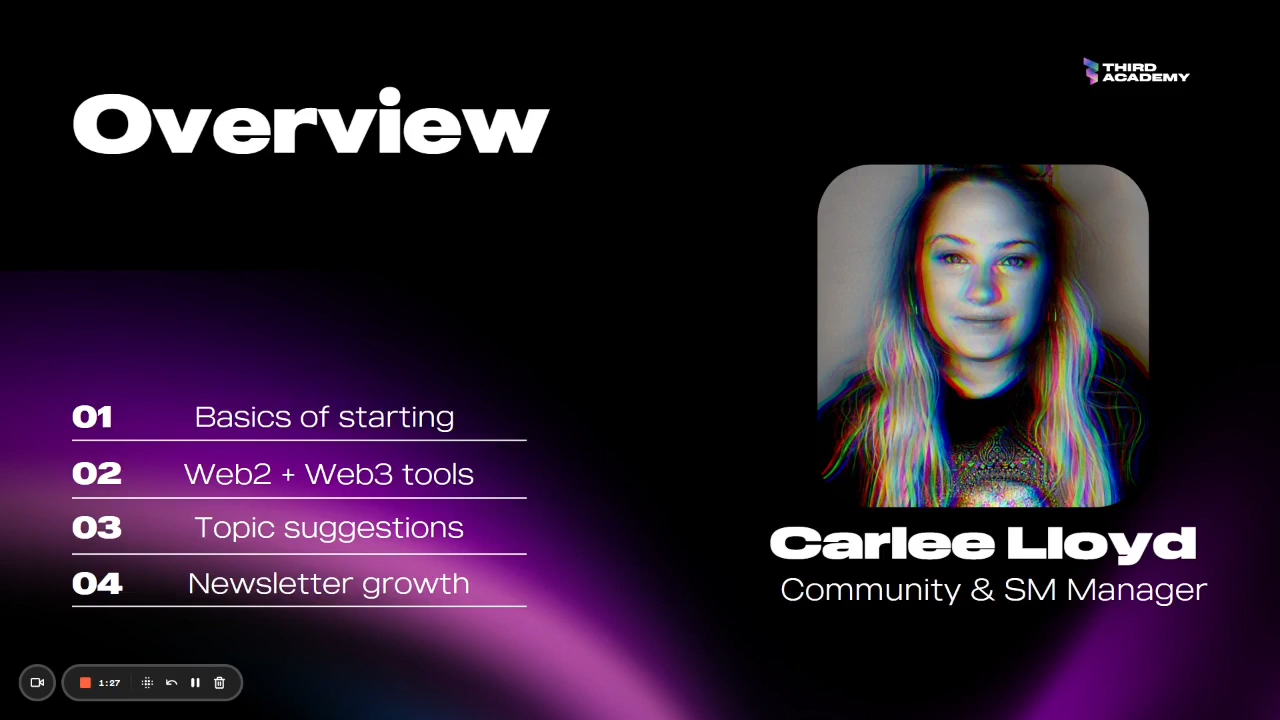 THIRD
ACADEMY
Overview
01 Basics of starting
02 Web2 + Web3 tools
03 Topic suggestions
04 Newsletter growth
Carlee Lloyd
Community & SM Manager
1:27